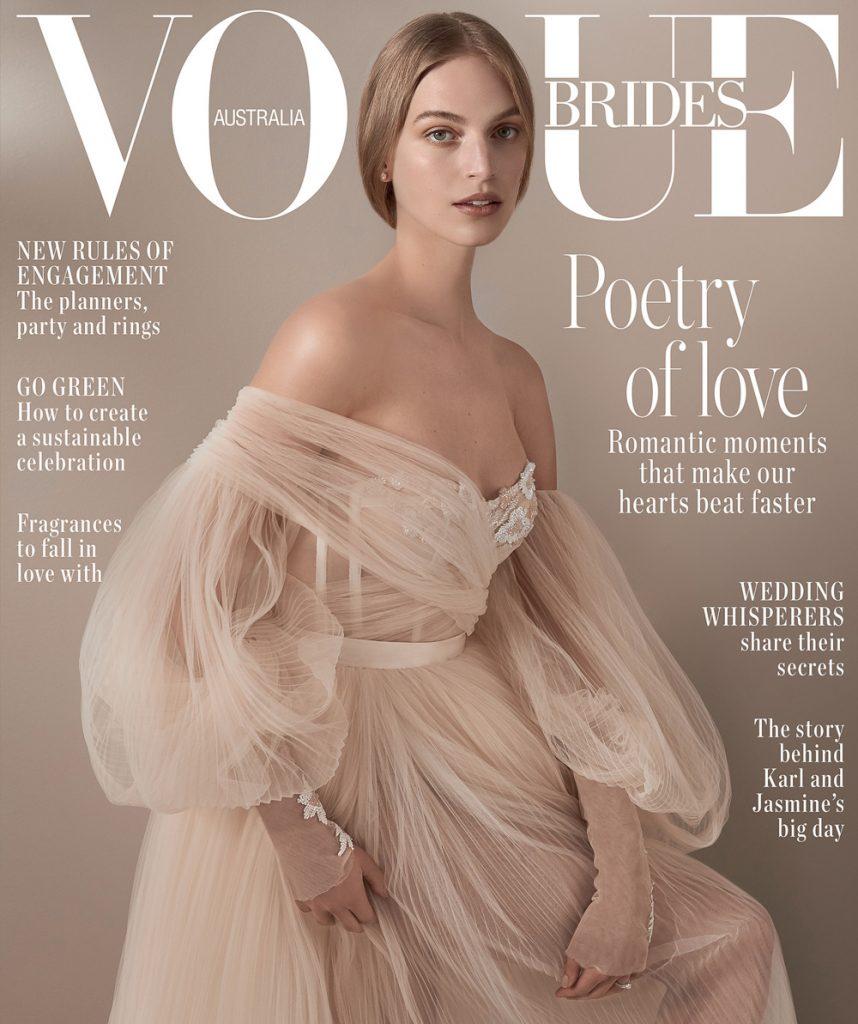 VOGUE
AUSTRALIA
BRIDES
NEW RULES OF
ENGAGEMENT
The planners,
party and rings
GO GREEN
How to create
a sustainable
celebration
Fragrances
to fall in
love with
Poetry
of love
Romantic moments
that make our
hearts beat faster
WEDDING
WHISPERERS
share their
secrets
The story
behind
Karl and
Jasmine's
big day